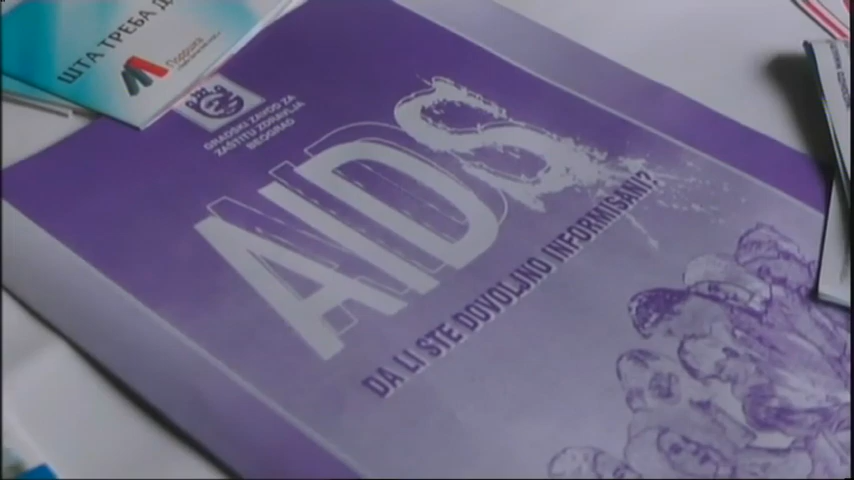 ШТА ТРЕБА Д
GRADSKI ZAVOD ZA
ZAŠTITU ZDRAVLJA
BEOGRAD
AIDS
DA LI STE DOVOLJNO INFORMISANI?